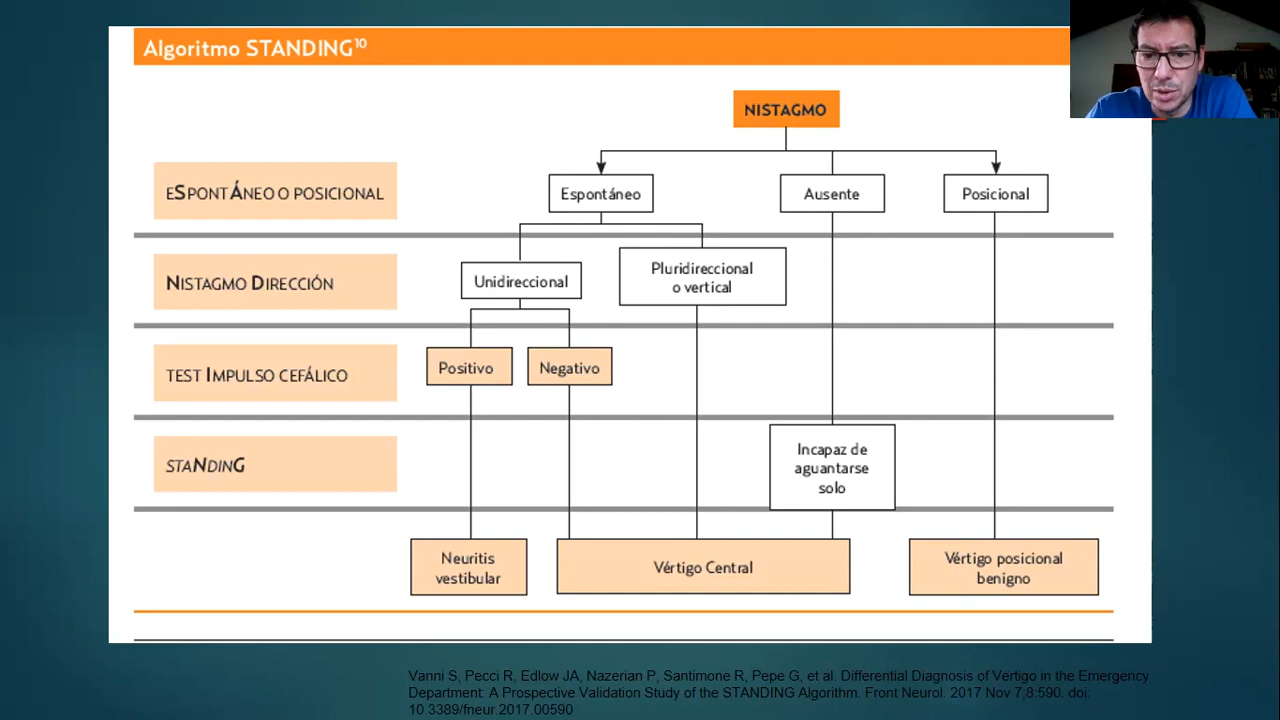 Algoritmo STANDING¹⁰
NISTAGMO
eSpontÁneo o posicional
Espontáneo
Ausente
Posicional
Nistagmo Dirección
Unidireccional
Pluridireccional
o vertical
test Impulso cefálico
Positivo
Negativo
staNdinG
Incapaz de
aguantarse
solo
Neuritis
vestibular
Vértigo Central
Vértigo posicional
benigno
Vanni S, Pecci R, Edlow JA, Nazerian P, Santimone R, Pepe G, et al. Differential Diagnosis of Vertigo in the Emergency
Department: A Prospective Validation Study of the STANDING Algorithm. Front Neurol. 2017 Nov 7;8:590. doi:
10.3389/fneur.2017.00590